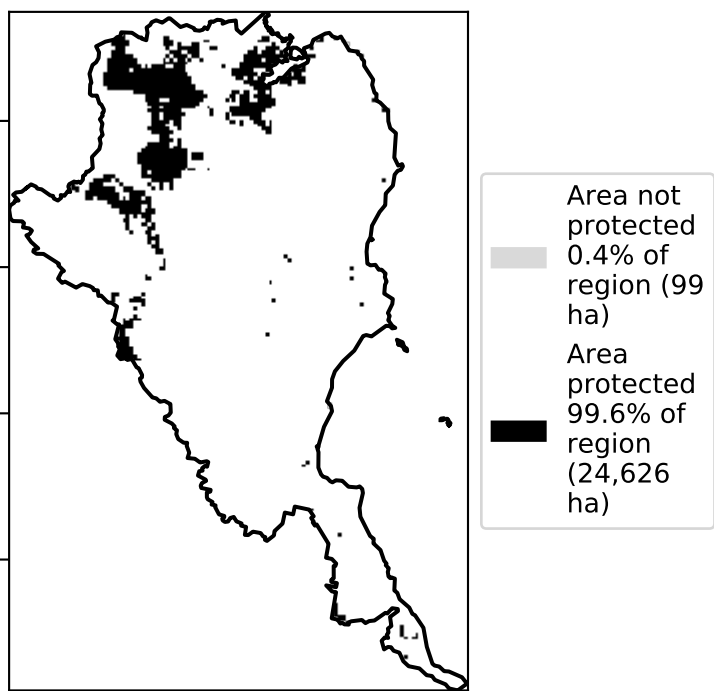 Area not
protected
0.4% of
region (99
ha)
Area
protected
99.6% of
region
(24,626
ha)